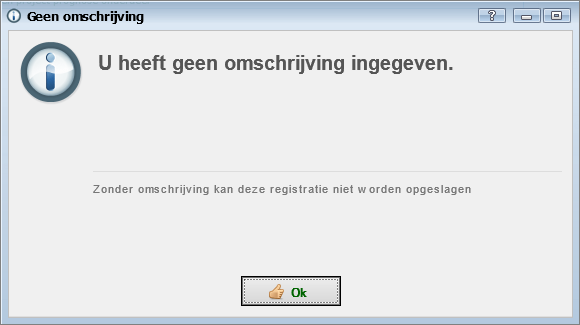 Geen omschrijving
U heeft geen omschrijving ingegeven.
Zonder omschrijving kan deze registratie niet worden opgeslagen
Ok